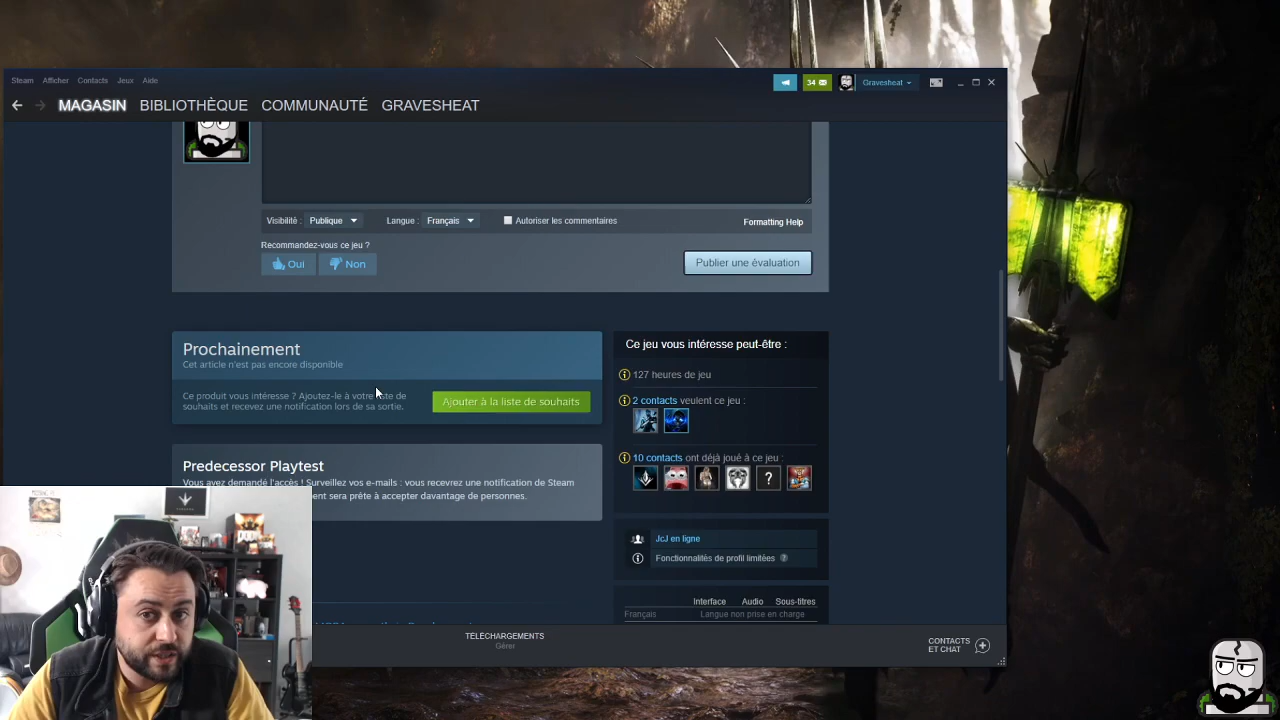 Steam Afficher Contacts Jeux Aide
34 Gravesheat
MAGASIN BIBLIOTHÈQUE COMMUNAUTÉ GRAVESHEAT
Visibilité : Publique Langue : Français Autoriser les commentaires Formatting Help
Recommandez-vous ce jeu ?
Oui Non Publier une évaluation
Prochainement
Cet article n'est pas encore disponible
Ce produit vous intéresse ? Ajoutez-le à votre liste de
souhaits et recevez une notification lors de sa sortie.
Ajouter à la liste de souhaits
Predecessor Playtest
Vous avez demandé l'accès ! Surveillez vos e-mails : vous recevrez une notification de Steam
sera prête à accepter davantage de personnes.
Ce jeu vous intéresse peut-être :
127 heures de jeu
2 contacts veulent ce jeu :
10 contacts ont déjà joué à ce jeu :
?
JcJ en ligne
Fonctionnalités de profil limitées ?
Interface Audio Sous-titres
Français Langue non prise en charge
TÉLÉCHARGEMENTS
Gérer
CONTACTS
ET CHAT